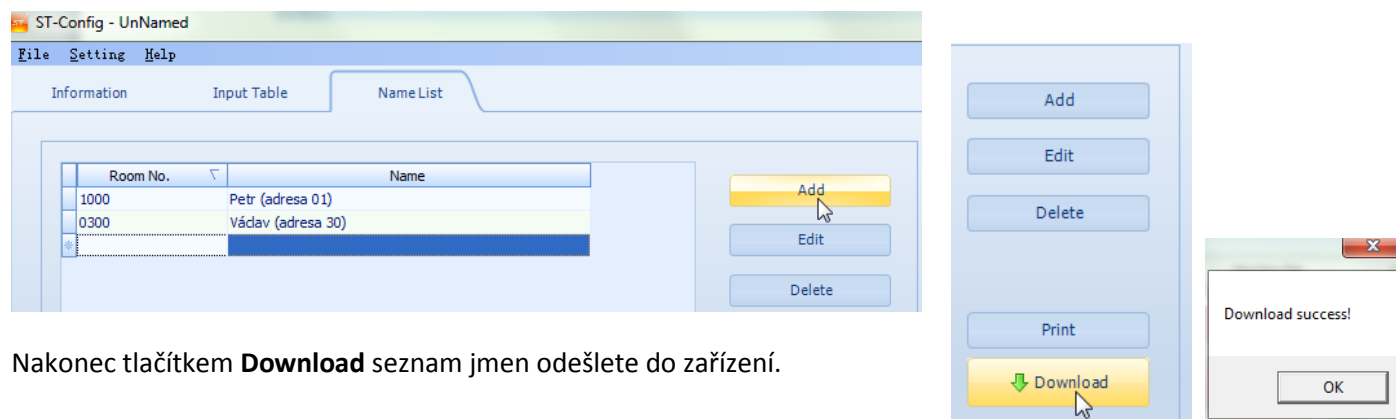 ST-Config - UnNamed
File Setting Help
Information Input Table Name List
Room No. Name
1000 Petr (adresa 01)
0300 Václav (adresa 30)
Add
Edit
Delete
Nakonec tlačítkem Download seznam jmen odešlete do zařízení.
Add
Edit
Delete
Print
Download
Download success!
OK